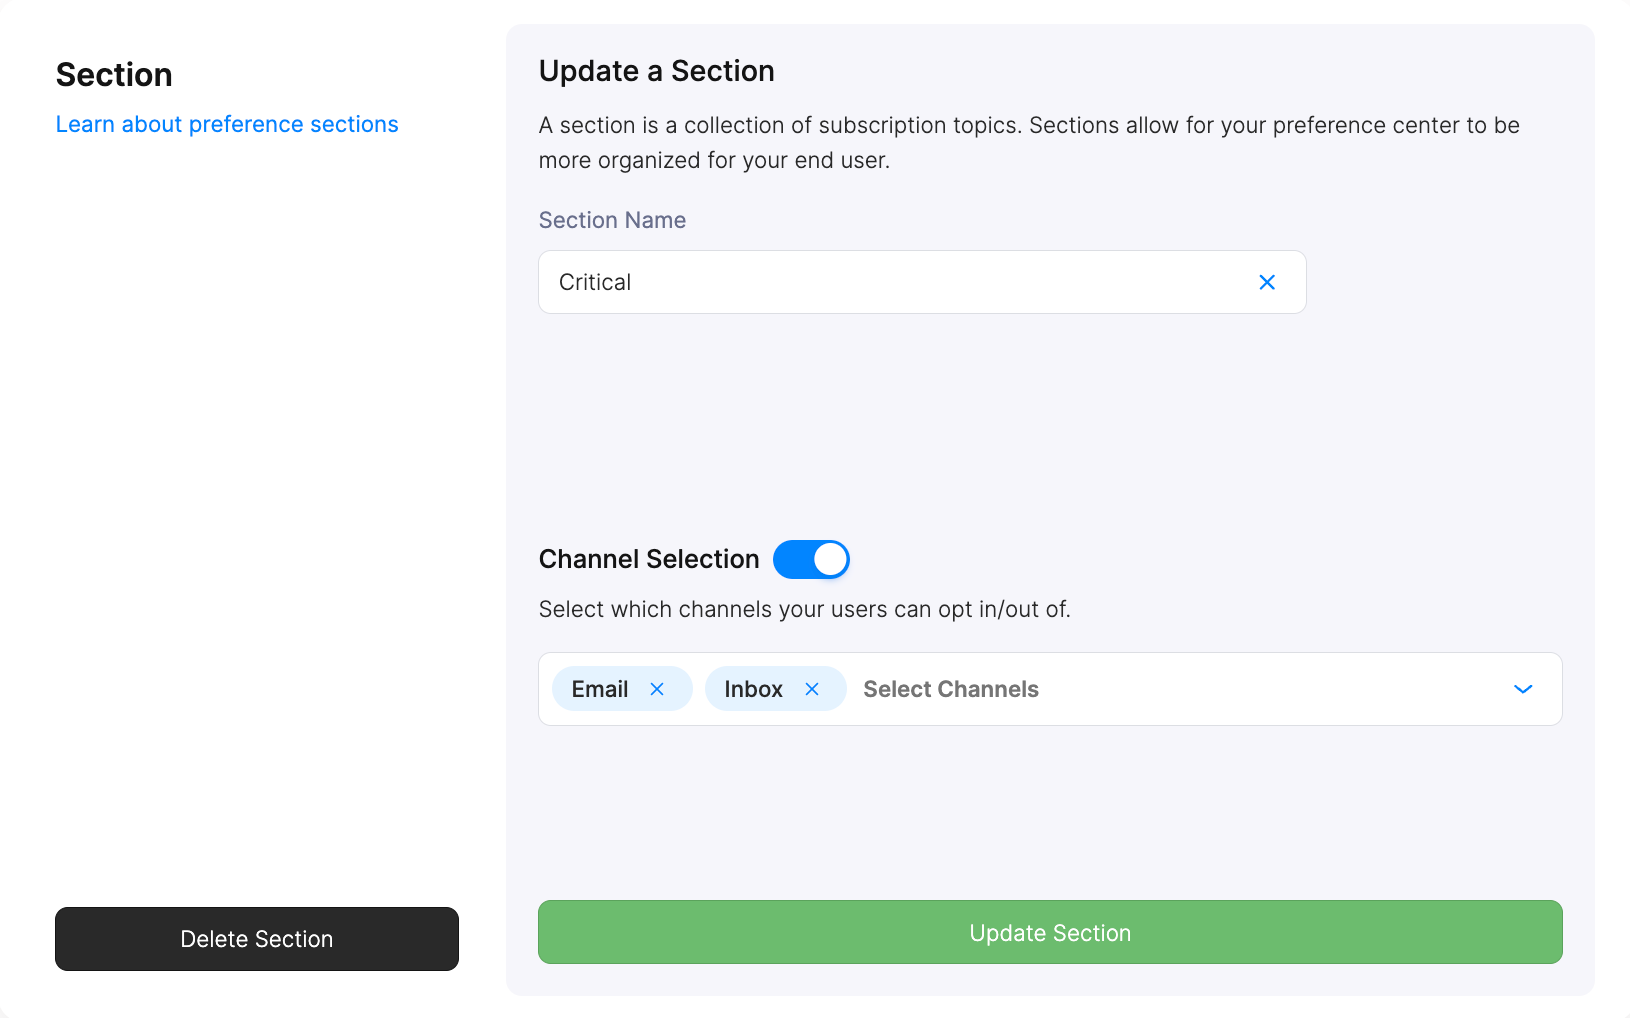 Section
Learn about preference sections
Delete Section
Update a Section
A section is a collection of subscription topics. Sections allow for your preference center to be
more organized for your end user.
Section Name
Critical
Channel Selection
Select which channels your users can opt in/out of.
Email Inbox Select Channels
Update Section